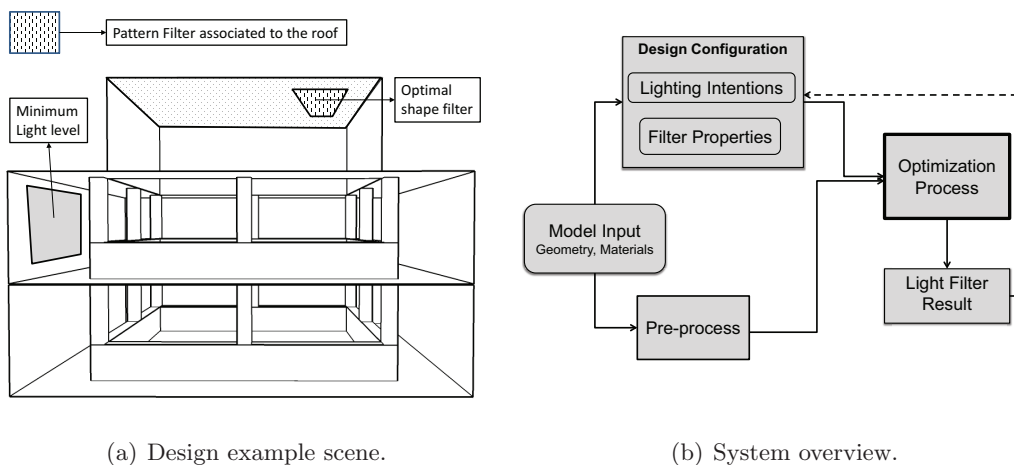 Pattern Filter associated to the roof
Optimal
shape filter
Minimum
Light level
(a) Design example scene.
Design Configuration
Lighting Intentions
Filter Properties
Optimization
Process
Model Input
Geometry, Materials
Pre-process
Light Filter
Result
(b) System overview.